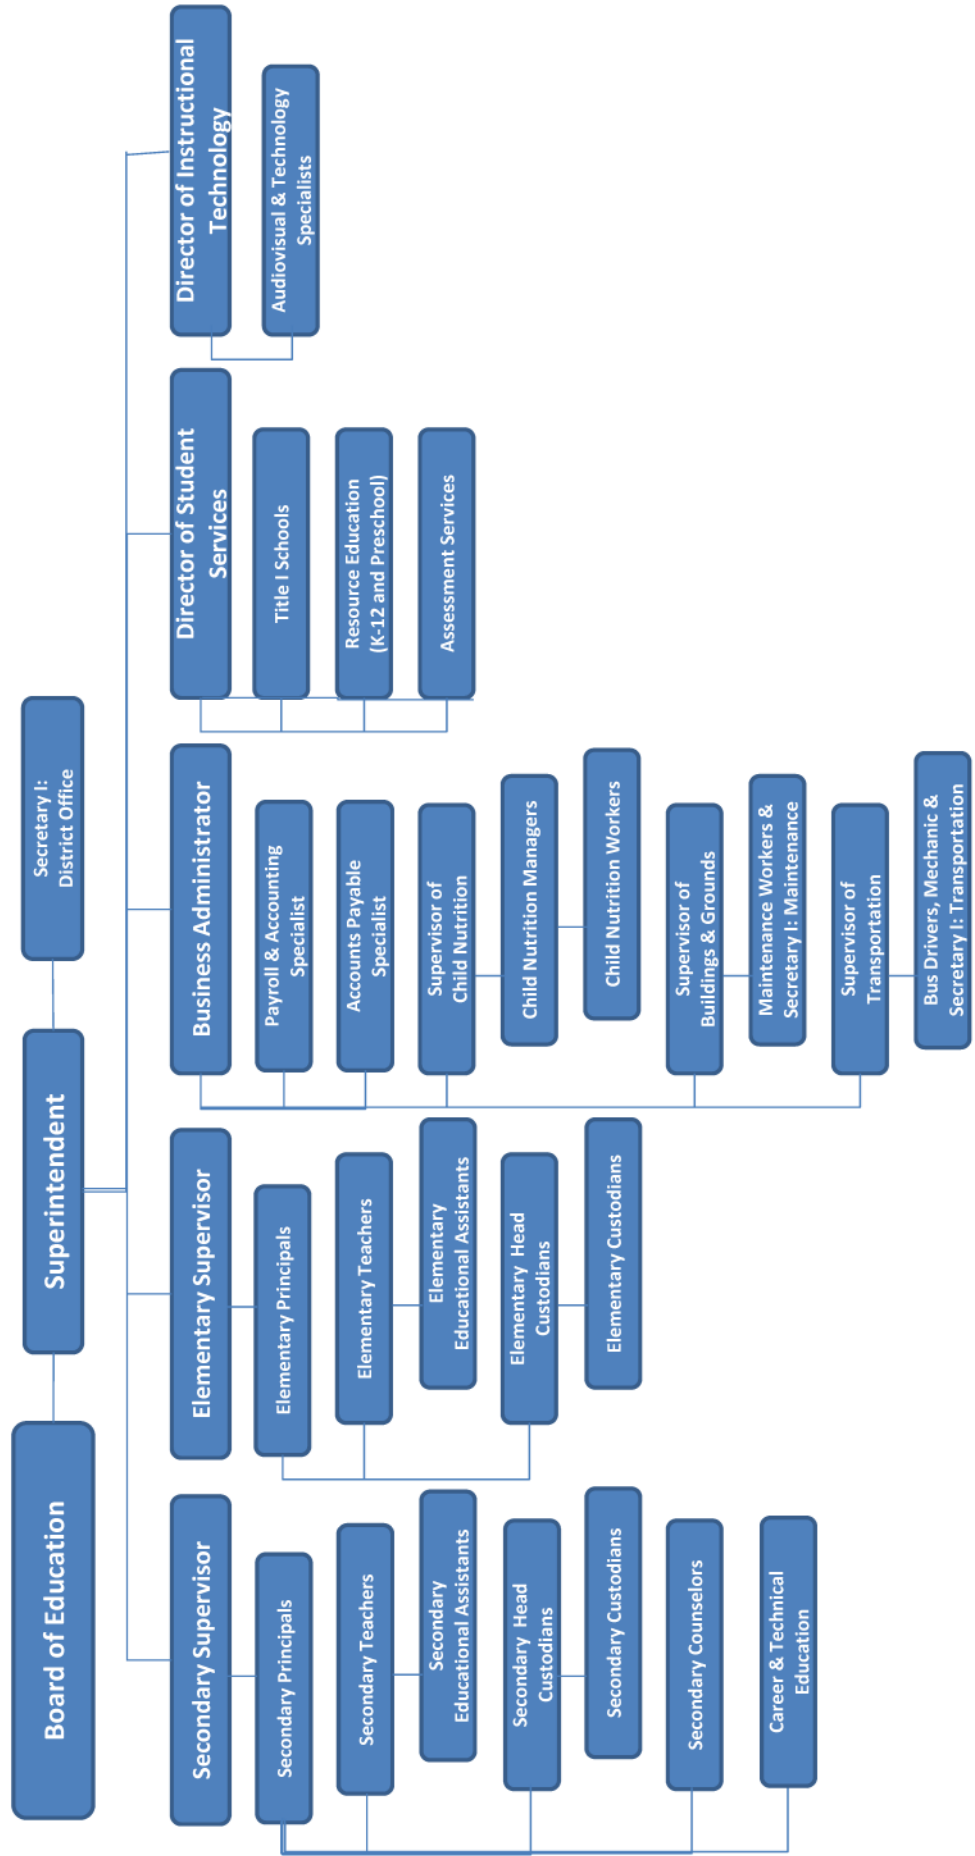 Board of Education
Superintendent
Secretary I:
District Office
Secondary Supervisor
Secondary Principals
Secondary Teachers
Secondary
Educational Assistants
Secondary Head
Custodians
Secondary Custodians
Secondary Counselors
Career & Technical
Education
Elementary Supervisor
Elementary Principals
Elementary Teachers
Elementary
Educational Assistants
Elementary Head
Custodians
Elementary Custodians
Business Administrator
Payroll & Accounting
Specialist
Accounts Payable
Specialist
Supervisor of
Child Nutrition
Child Nutrition Managers
Child Nutrition Workers
Supervisor of
Buildings & Grounds
Maintenance Workers &
Secretary I: Maintenance
Supervisor of
Transportation
Bus Drivers, Mechanic &
Secretary I: Transportation
Director of Student
Services
Title I Schools
Resource Education
(K-12 and Preschool)
Assessment Services
Director of Instructional
Technology
Audiovisual & Technology
Specialists